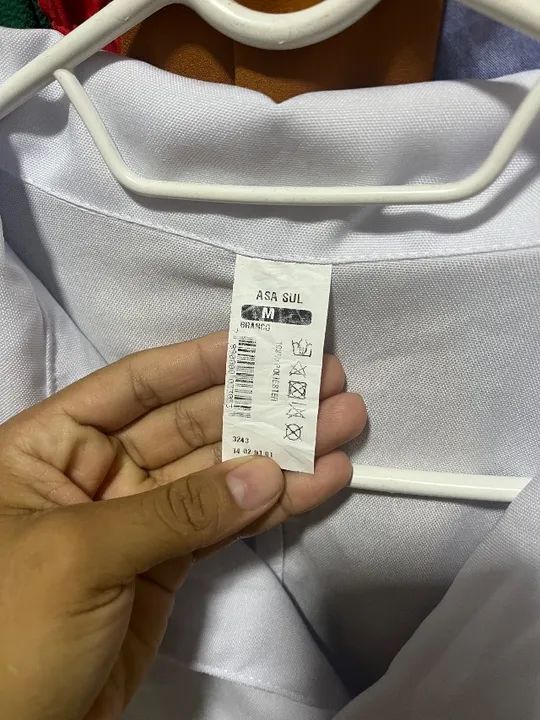 ASA SUL
M
BRANCO
100% POLIESTER
3243
14 02 01 01